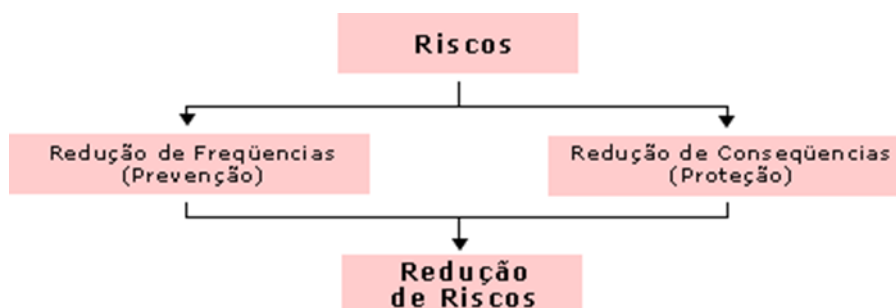 Riscos
Redução de Freqüencias
(Prevenção)
Redução de Conseqüencias
(Proteção)
Redução
de Riscos